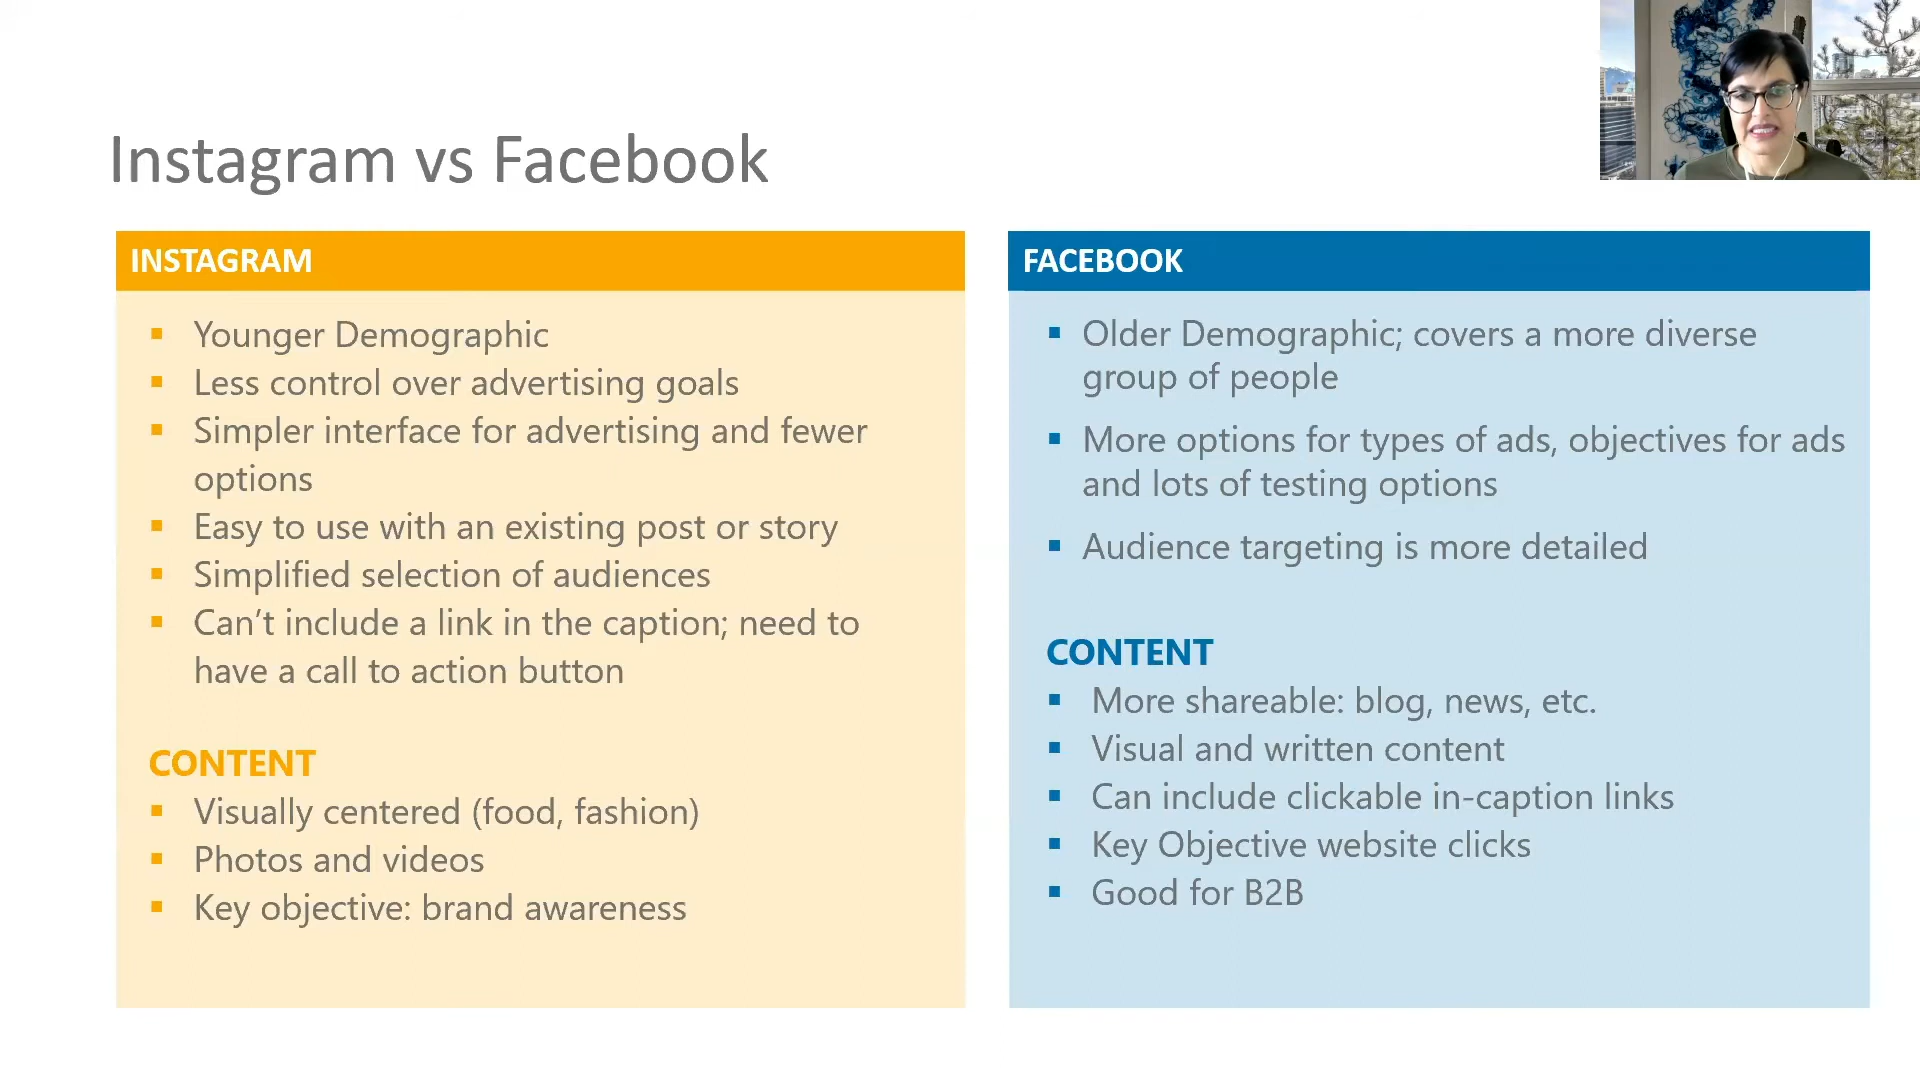 Instagram vs Facebook
INSTAGRAM
Younger Demographic
Less control over advertising goals
Simpler interface for advertising and fewer
options
Easy to use with an existing post or story
Simplified selection of audiences
Can’t include a link in the caption; need to
have a call to action button
CONTENT
Visually centered (food, fashion)
Photos and videos
Key objective: brand awareness
FACEBOOK
Older Demographic; covers a more diverse
group of people
More options for types of ads, objectives for ads
and lots of testing options
Audience targeting is more detailed
CONTENT
More shareable: blog, news, etc.
Visual and written content
Can include clickable in-caption links
Key Objective website clicks
Good for B2B